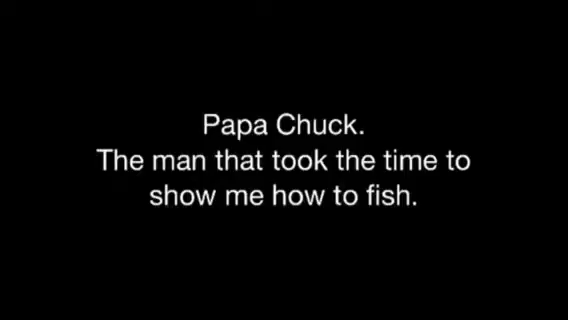 Papa Chuck.
The man that took the time to
show me how to fish.